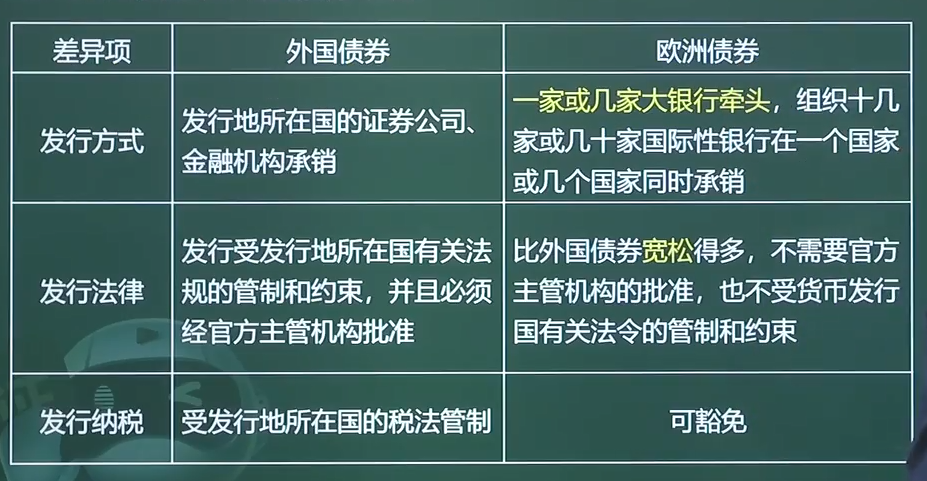 差异项
外国债券
欧洲债券
发行方式
发行地所在国的证券公司、
金融机构承销
一家或几家大银行牵头，组织十几
家或几十家国际性银行在一个国家
或几个国家同时承销
发行法律
发行受发行地所在国有关法
规的管制和约束，并且必须
经官方主管机构批准
比外国债券宽松得多，不需要官方
主管机构的批准，也不受货币发行
国有关法令的管制和约束
发行纳税
受发行地所在国的税法管制
可豁免